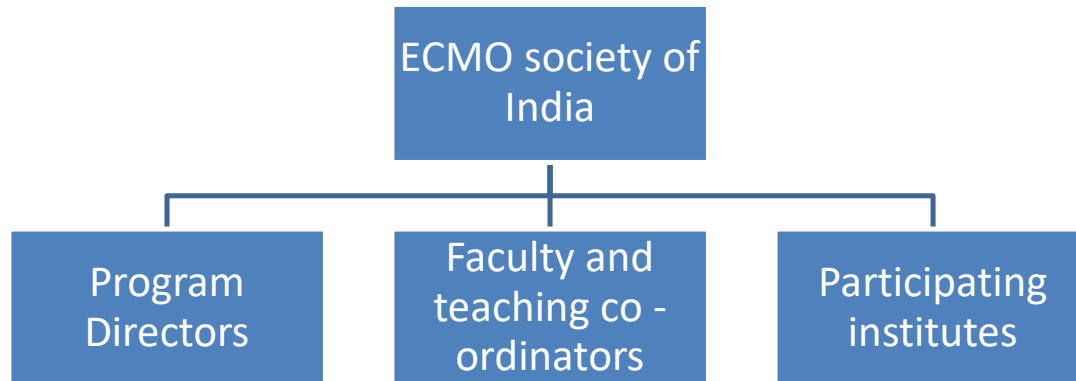 ECMO society of
India
Program
Directors
Faculty and
teaching co -
ordinators
Participating
institutes